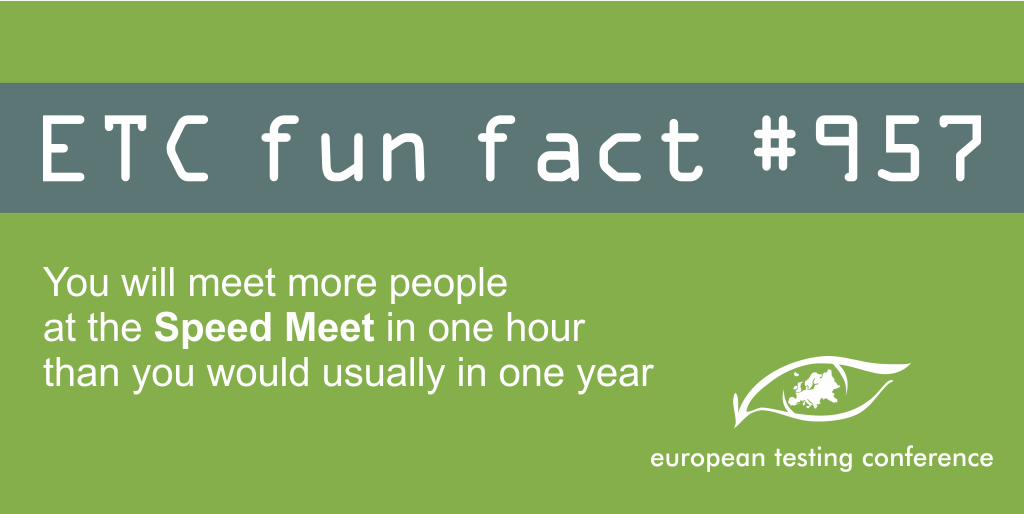 ETC fun fact #957
You will meet more people
at the Speed Meet in one hour
than you would usually in one year
european testing conference